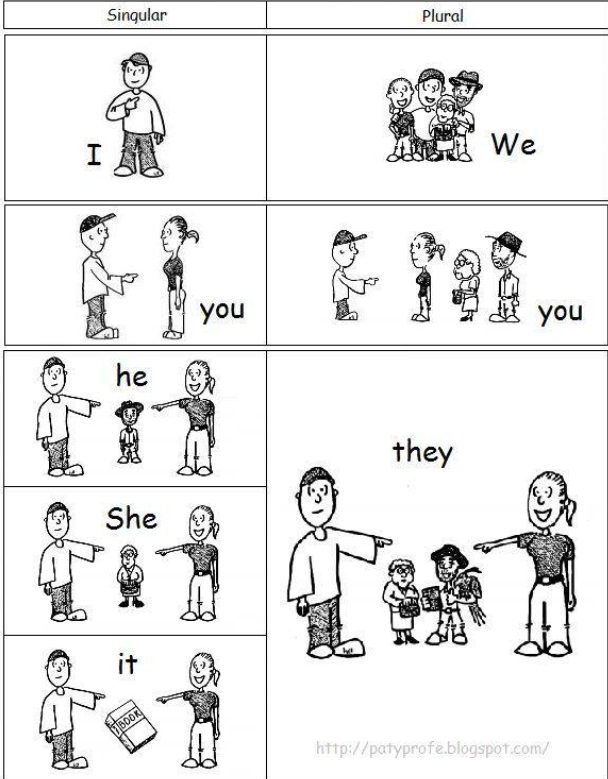 Singular
Plural
I
We
you
you
he
She
it
BOOK
they
http://patyprofe.blogspot.com/